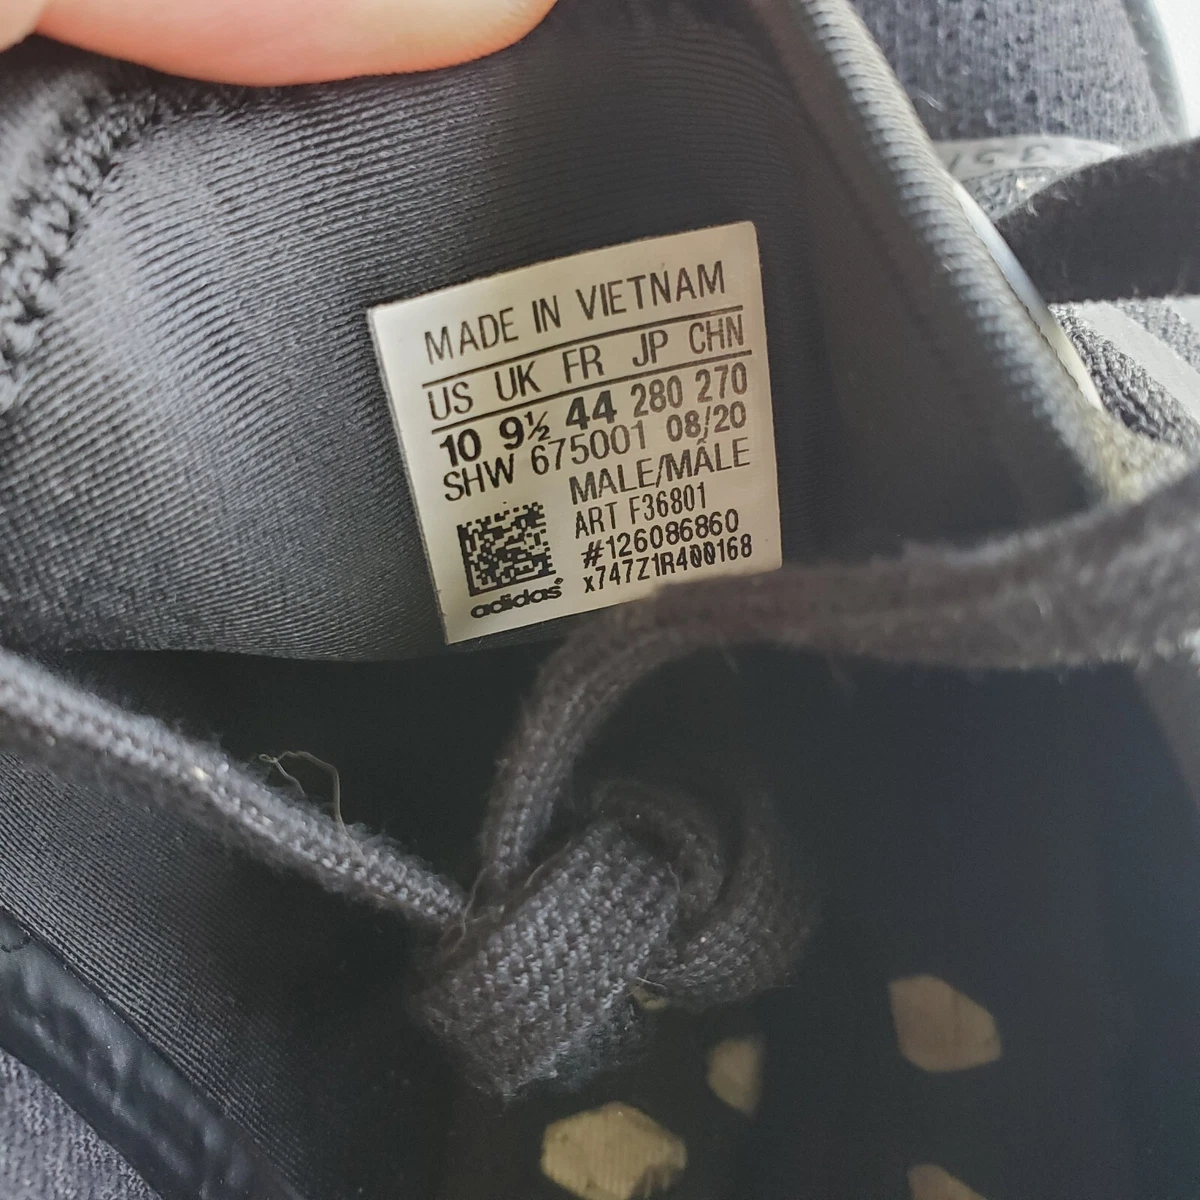 MADE IN VIETNAM
US UK FR JP CHN
10 9½ 44 280 270
SHW 675001 08/20
MALE/MÂLE
ART F36801
#126086860
x747Z1R400168
adidas